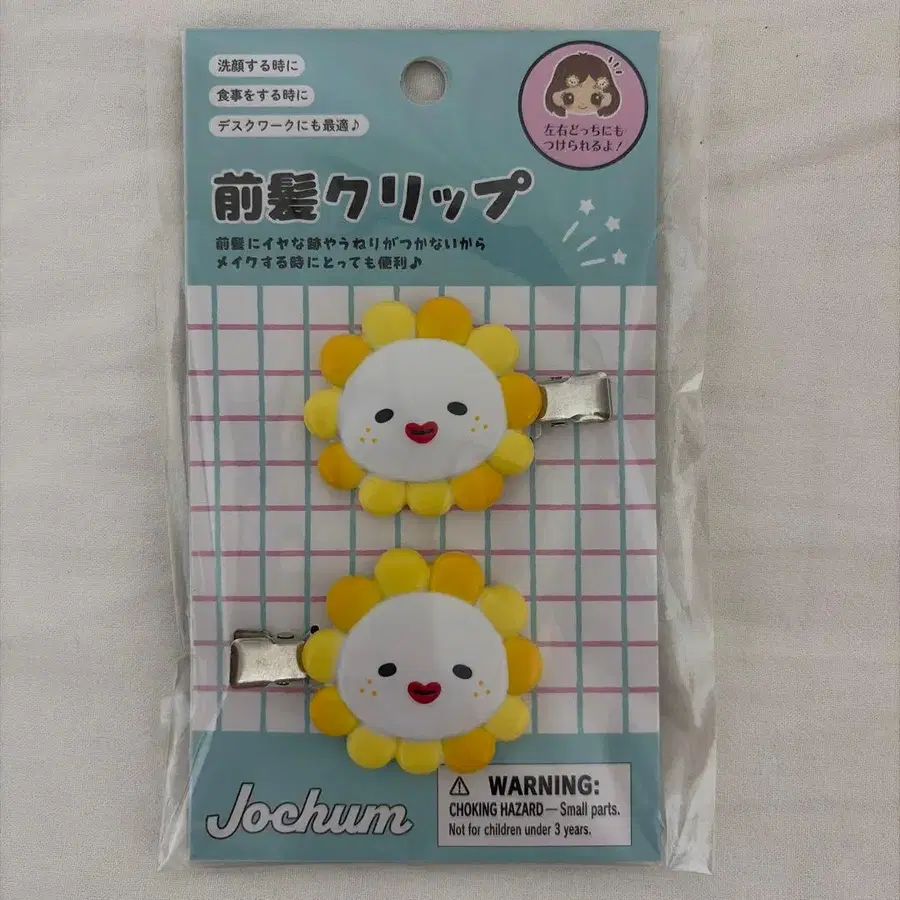 洗顔する時に
食事をする時に
デスクワークにも最適♪
左右どっちにも
つけられるよ!
前髪クリップ
前髪にイヤな跡やうねりがつかないから
メイクする時にとっても便利♪
Jochum
WARNING:
CHOKING HAZARD — Small parts.
Not for children under 3 years.